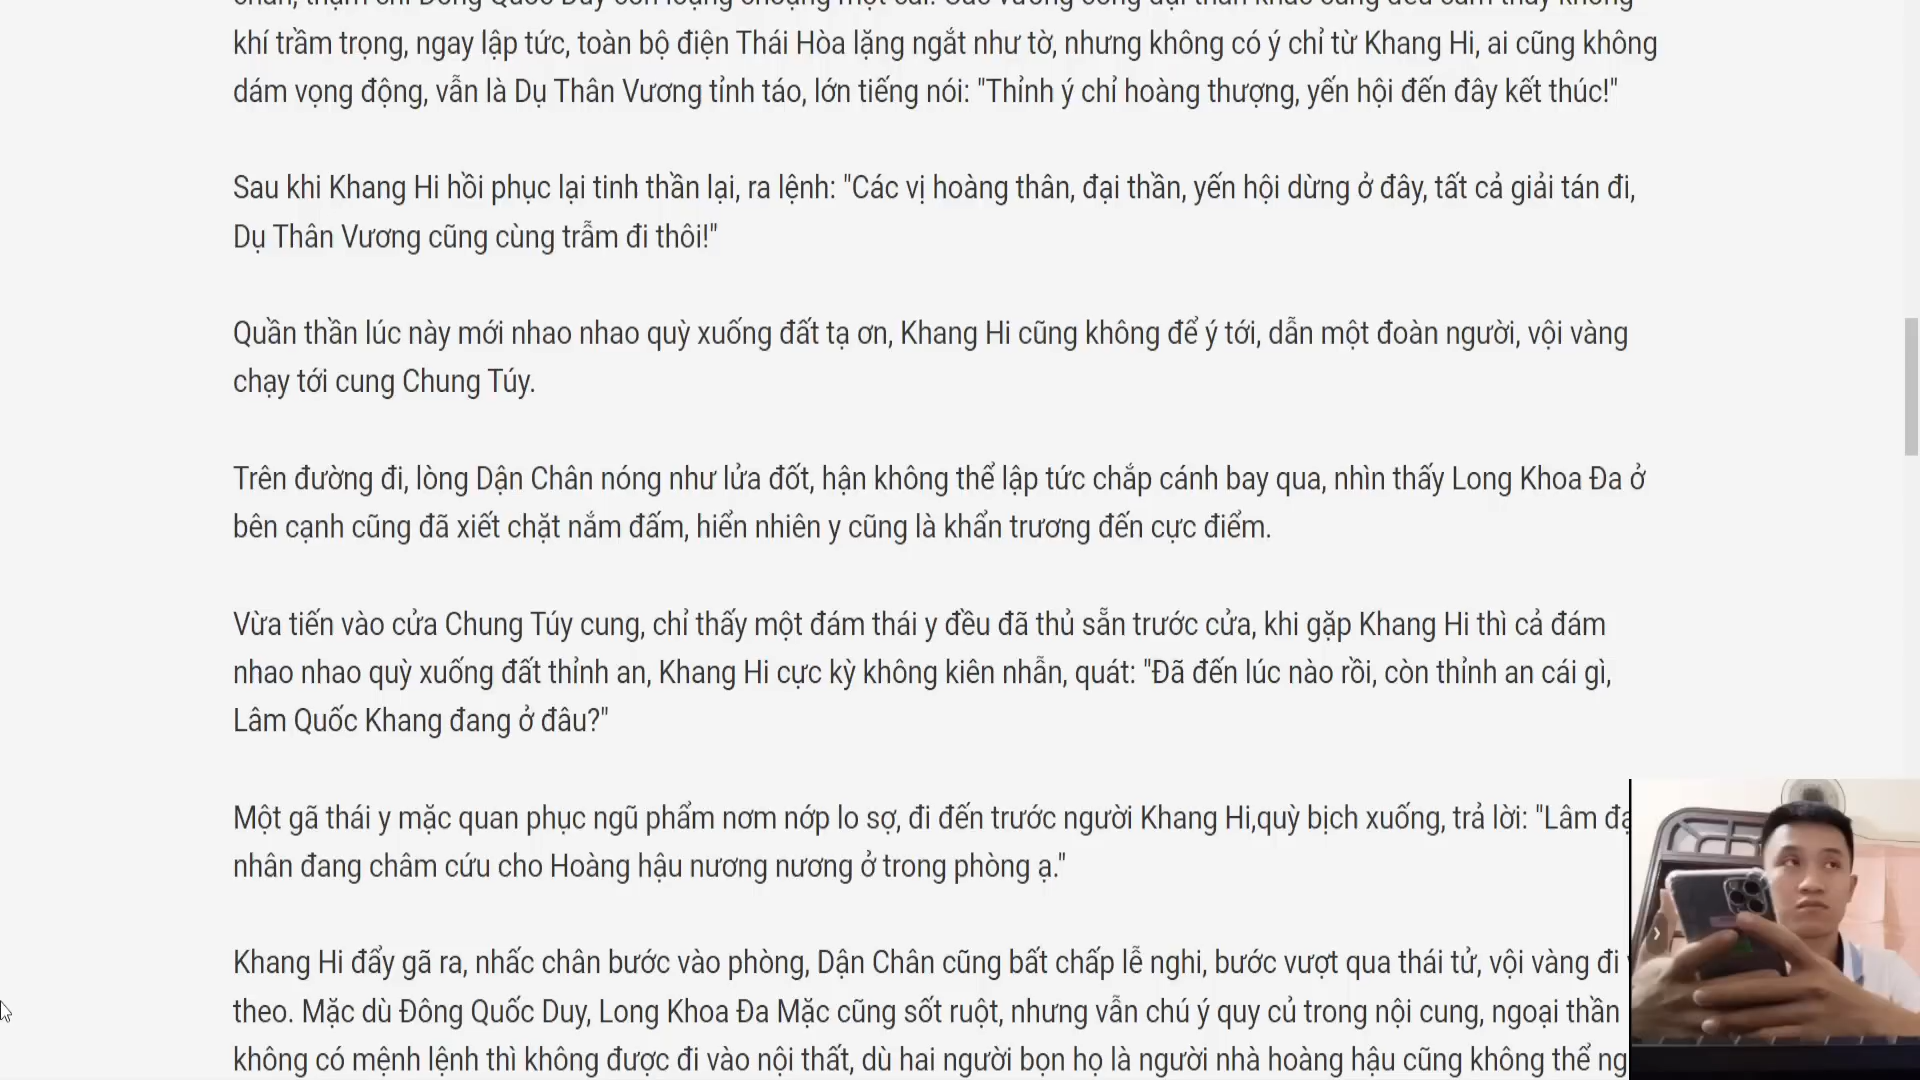 khí trầm trọng, ngay lập tức, toàn bộ điện Thái Hòa lặng ngắt như tờ, nhưng không có ý chỉ từ Khang Hi, ai cũng không
dám vọng động, vẫn là Dụ Thân Vương tỉnh táo, lớn tiếng nói: "Thỉnh ý chỉ hoàng thượng, yến hội đến đây kết thúc!"
Sau khi Khang Hi hồi phục lại tinh thần lại, ra lệnh: "Các vị hoàng thân, đại thần, yến hội dừng ở đây, tất cả giải tán đi,
Dụ Thân Vương cũng cùng trẫm đi thôi!"
Quần thần lúc này mới nhao nhao quỳ xuống đất tạ ơn, Khang Hi cũng không để ý tới, dẫn một đoàn người, vội vàng
chạy tới cung Chung Túy.
Trên đường đi, lòng Dận Chân nóng như lửa đốt, hận không thể lập tức chắp cánh bay qua, nhìn thấy Long Khoa Đa ở
bên cạnh cũng đã xiết chặt nắm đấm, hiển nhiên y cũng là khẩn trương đến cực điểm.
Vừa tiến vào cửa Chung Túy cung, chỉ thấy một đám thái y đều đã thủ sẵn trước cửa, khi gặp Khang Hi thì cả đám
nhao nhao quỳ xuống đất thỉnh an, Khang Hi cực kỳ không kiên nhẫn, quát: "Đã đến lúc nào rồi, còn thỉnh an cái gì,
Lâm Quốc Khang đang ở đâu?"
Một gã thái y mặc quan phục ngũ phẩm nơm nớp lo sợ, đi đến trước người Khang Hi,quỳ bịch xuống, trả lời: "Lâm
nhân đang châm cứu cho Hoàng hậu nương nương ở trong phòng ạ."
Khang Hi đẩy gã ra, nhấc chân bước vào phòng, Dận Chân cũng bất chấp lễ nghi, bước vượt qua thái tử, vội vàng đi
theo. Mặc dù Đông Quốc Duy, Long Khoa Đa Mặc cũng sốt ruột, nhưng vẫn chú ý quy củ trong nội cung, ngoại thần
không có mệnh lệnh thì không được đi vào nội thất, dù hai người bọn họ là người nhà hoàng hậu cũng không thể